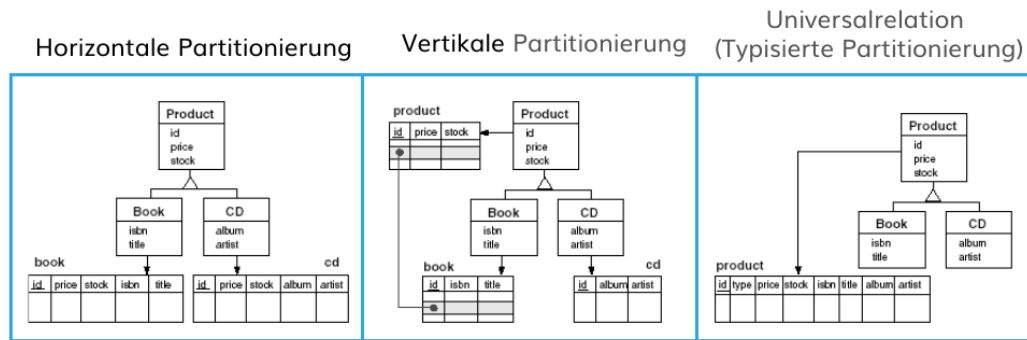 Horizontale Partitionierung
Vertikale Partitionierung
Universalrelation
(Typisierte Partitionierung)
Product
id
price
stock
Book
isbn
title
CD
album
artist
book
id price stock isbn title
cd
id price stock album artist
product
id price stock
Product
id
price
stock
Book
isbn
title
CD
album
artist
book
id isbn title
cd
id album artist
Product
id
price
stock
Book
isbn
title
CD
album
artist
product
id type price stock isbn title album artist